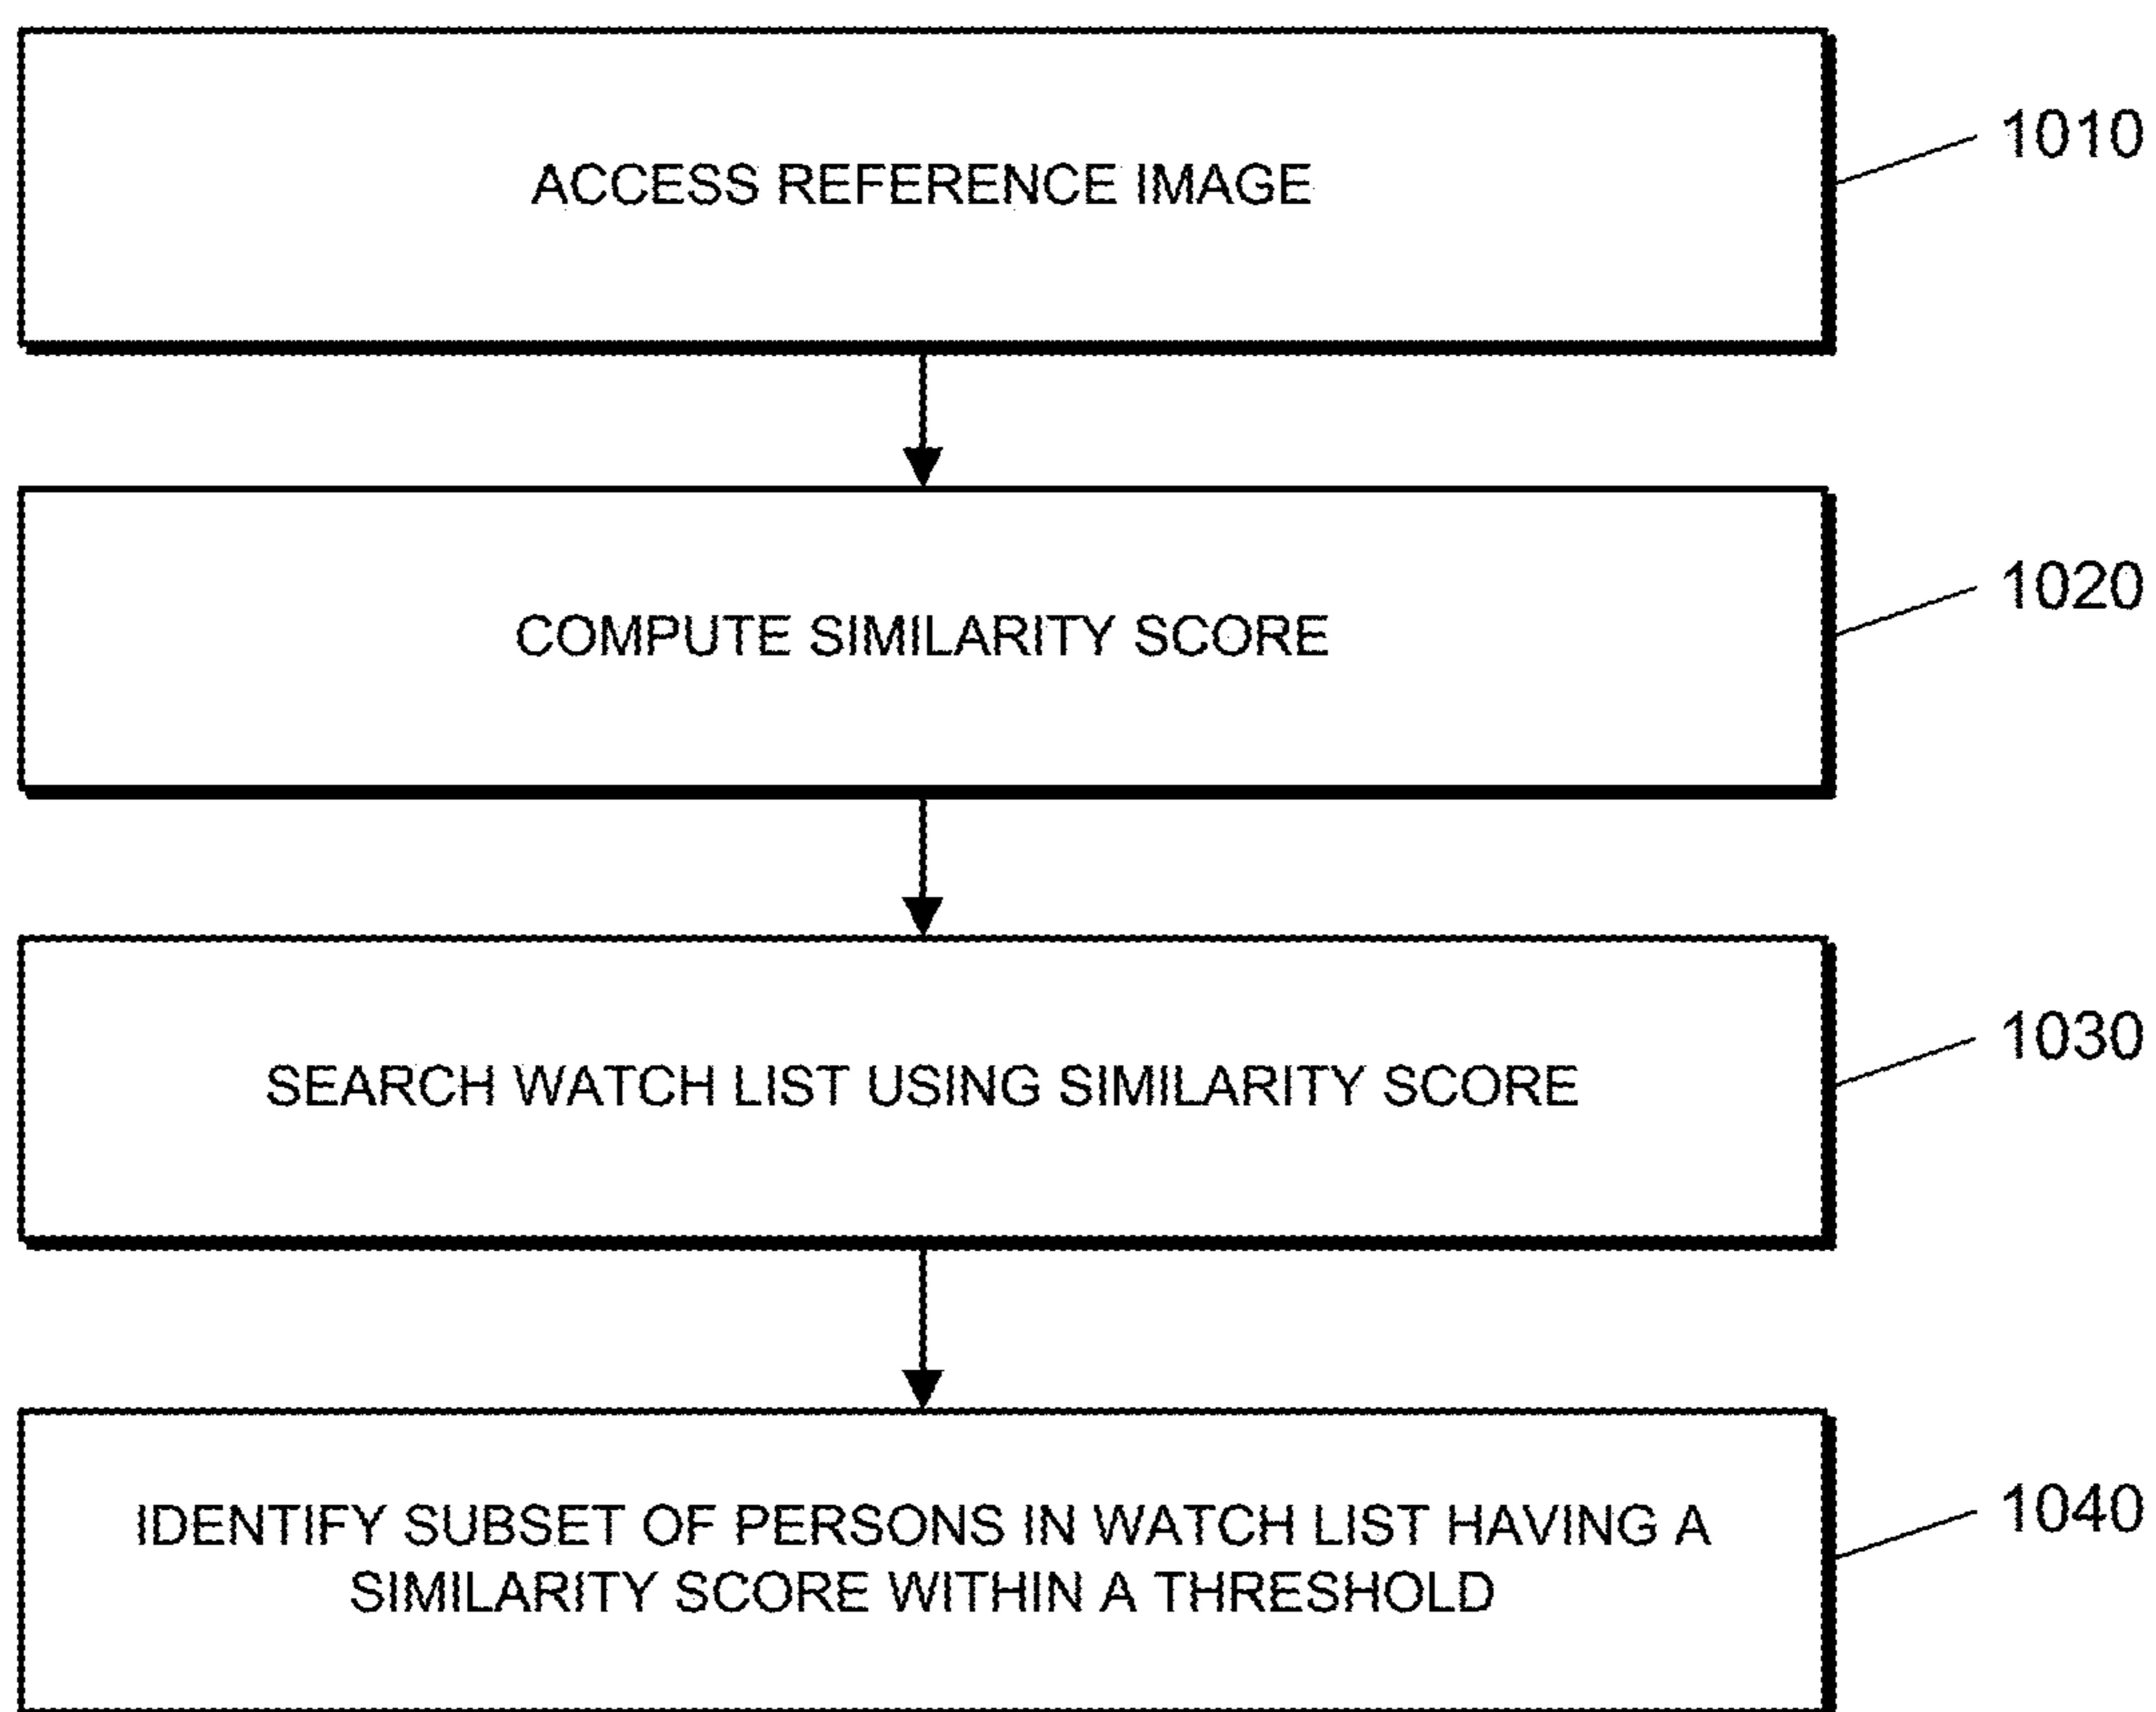 ACCESS REFERENCE IMAGE
1010
COMPUTE SIMILARITY SCORE
1020
SEARCH WATCH LIST USING SIMILARITY SCORE
1030
IDENTIFY SUBSET OF PERSONS IN WATCH LIST HAVING A
SIMILARITY SCORE WITHIN A THRESHOLD
1040